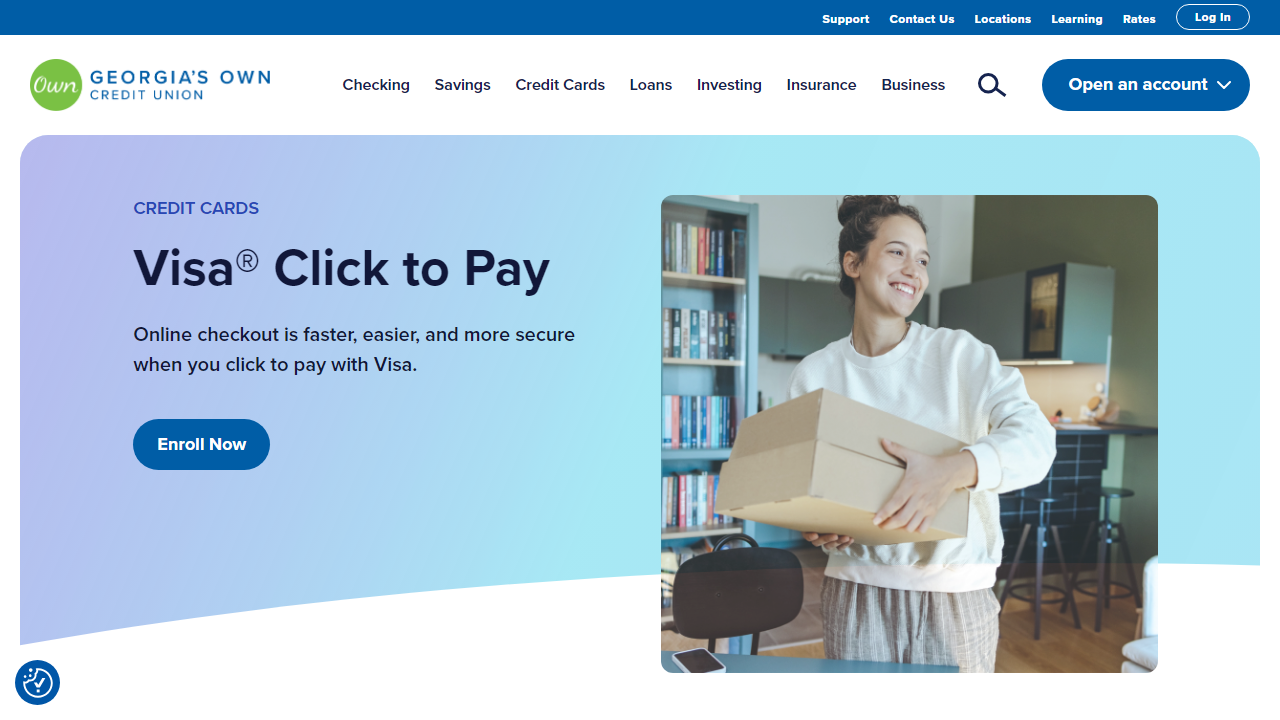 Support Contact Us Locations Learning Rates Log In
Own GEORGIA'S OWN
CREDIT UNION
Checking Savings Credit Cards Loans Investing Insurance Business Open an account
CREDIT CARDS
Visa® Click to Pay
Online checkout is faster, easier, and more secure
when you click to pay with Visa.
Enroll Now